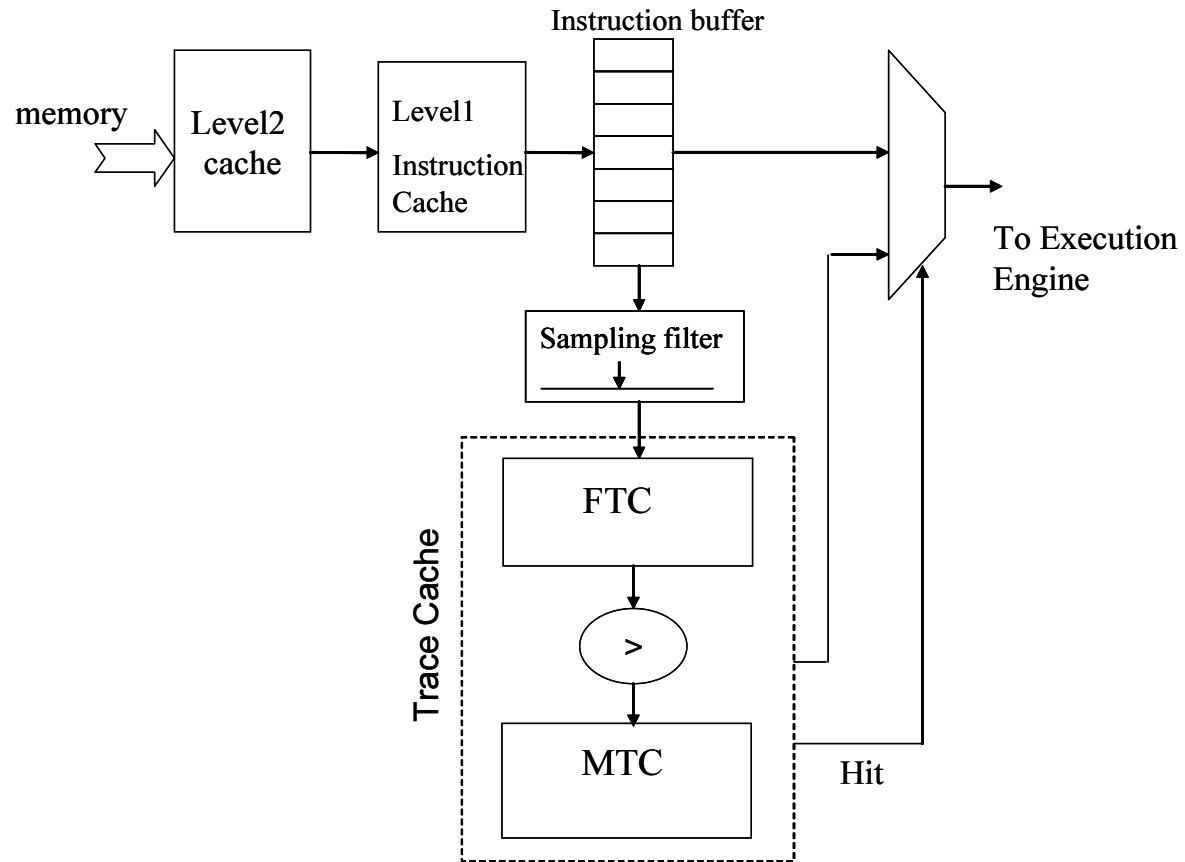 Instruction buffer
memory
Level2
cache
Level1
Instruction
Cache
To Execution
Engine
Sampling filter
Trace Cache
FTC
>
MTC
Hit